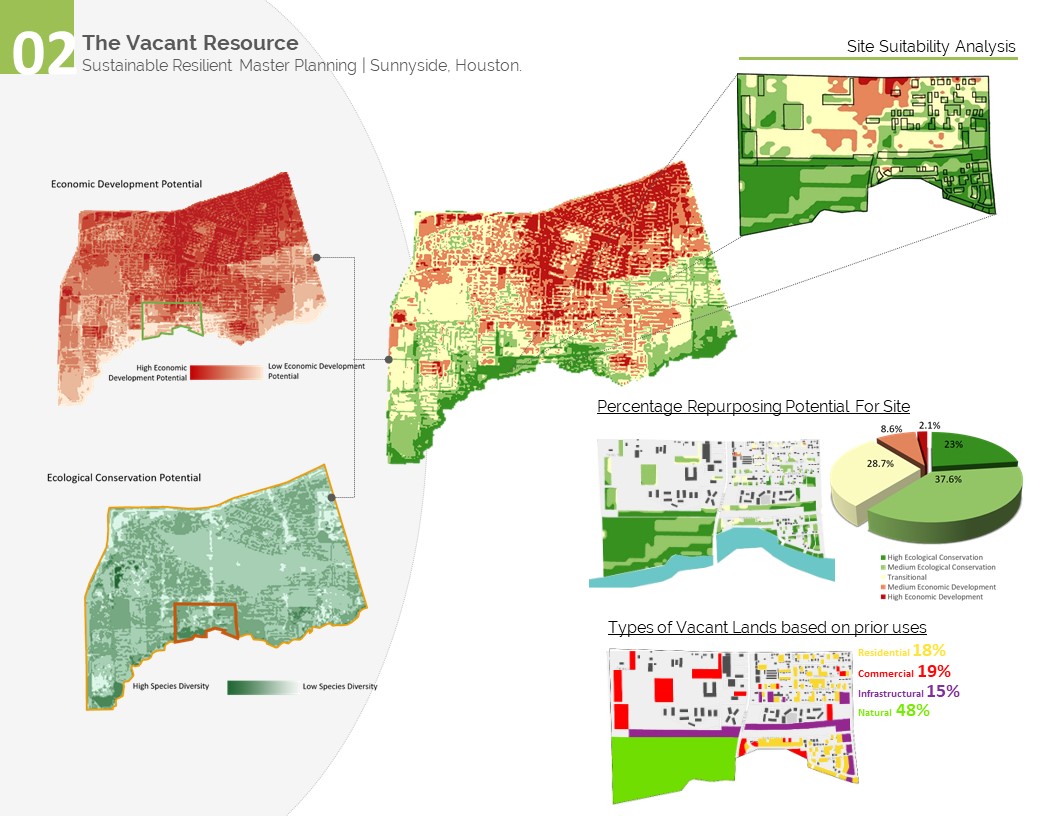 02
The Vacant Resource
Sustainable Resilient Master Planning | Sunnyside, Houston.
Site Suitability Analysis
Economic Development Potential
High Economic
Development Potential
Low Economic Development
Potential
Ecological Conservation Potential
High Species Diversity
Low Species Diversity
Percentage Repurposing Potential For Site
8.6%
2.1%
23%
28.7%
37.6%
High Ecological Conservation
Medium Ecological Conservation
Transitional
Medium Economic Development
High Economic Development
Types of Vacant Lands based on prior uses
Residential 18%
Commercial 19%
Infrastructural 15%
Natural 48%